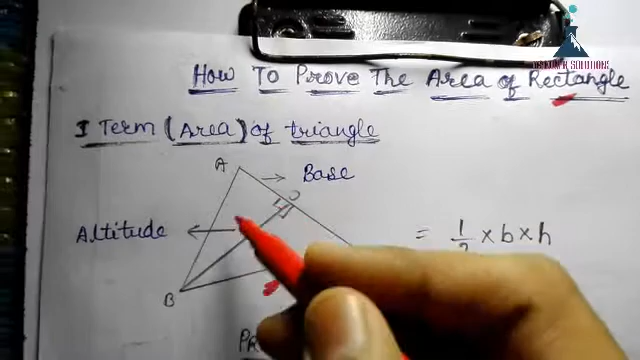 How To Prove The Area of Rectangle
I Term (Area) of triangle
A
Base
D
Altitude
= 1/2 x b x h
B